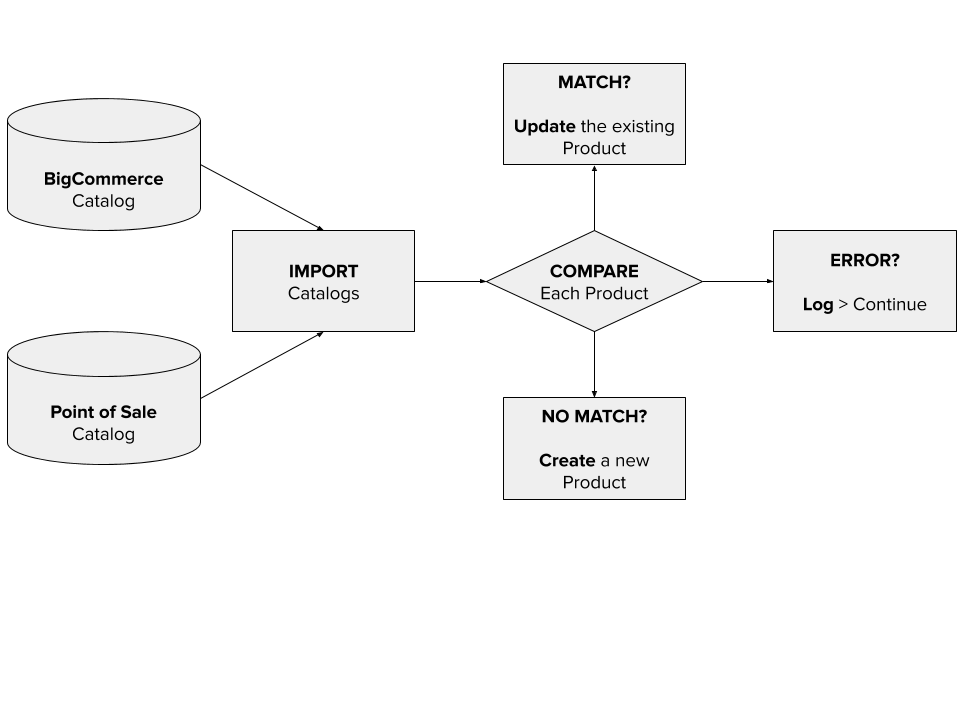 BigCommerce
Catalog
Point of Sale
Catalog
IMPORT
Catalogs
COMPARE
Each Product
MATCH?
Update the existing
Product
NO MATCH?
Create a new
Product
ERROR?
Log > Continue